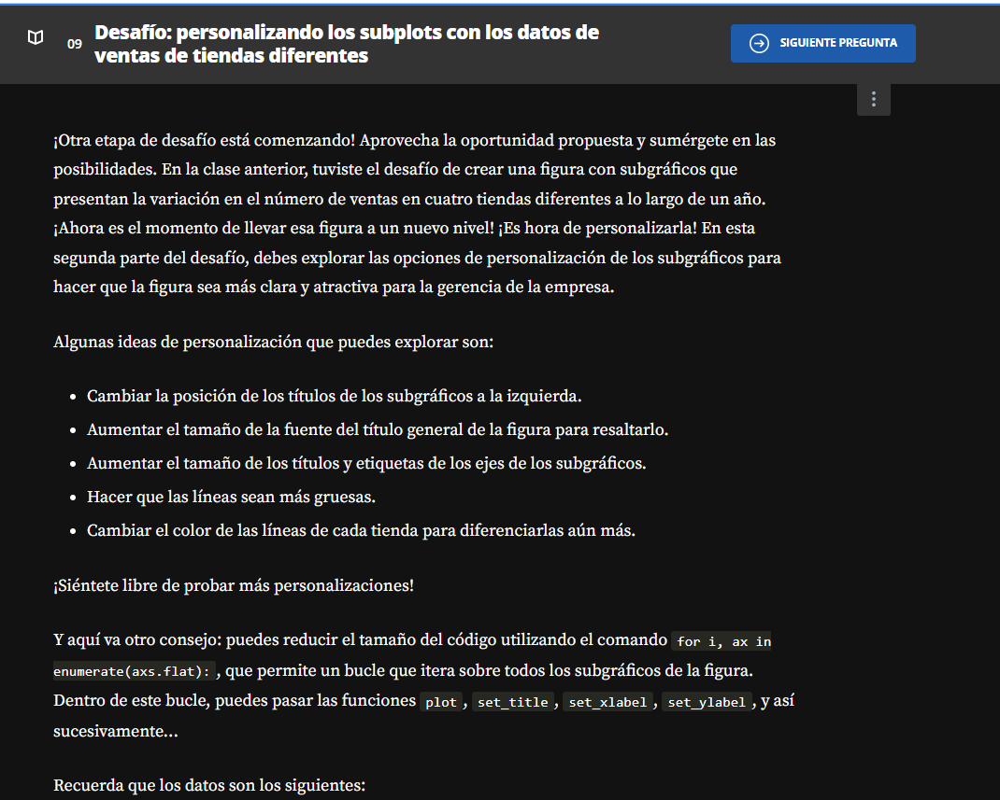 09
Desafío: personalizando los subplots con los datos de
ventas de tiendas diferentes
SIGUIENTE PREGUNTA
¡Otra etapa de desafío está comenzando! Aprovecha la oportunidad propuesta y sumérgete en las
posibilidades. En la clase anterior, tuviste el desafío de crear una figura con subgráficos que
presentan la variación en el número de ventas en cuatro tiendas diferentes a lo largo de un año.
¡Ahora es el momento de llevar esa figura a un nuevo nivel! ¡Es hora de personalizarla! En esta
segunda parte del desafío, debes explorar las opciones de personalización de los subgráficos para
hacer que la figura sea más clara y atractiva para la gerencia de la empresa.
Algunas ideas de personalización que puedes explorar son:
• Cambiar la posición de los títulos de los subgráficos a la izquierda.
• Aumentar el tamaño de la fuente del título general de la figura para resaltarlo.
• Aumentar el tamaño de los títulos y etiquetas de los ejes de los subgráficos.
• Hacer que las líneas sean más gruesas.
• Cambiar el color de las líneas de cada tienda para diferenciarlas aún más.
¡Siéntete libre de probar más personalizaciones!
Y aquí va otro consejo: puedes reducir el tamaño del código utilizando el comando for i, ax in
enumerate(axs.flat): , que permite un bucle que itera sobre todos los subgráficos de la figura.
Dentro de este bucle, puedes pasar las funciones plot , set_title , set_xlabel , set_ylabel , y así
sucesivamente...
Recuerda que los datos son los siguientes: